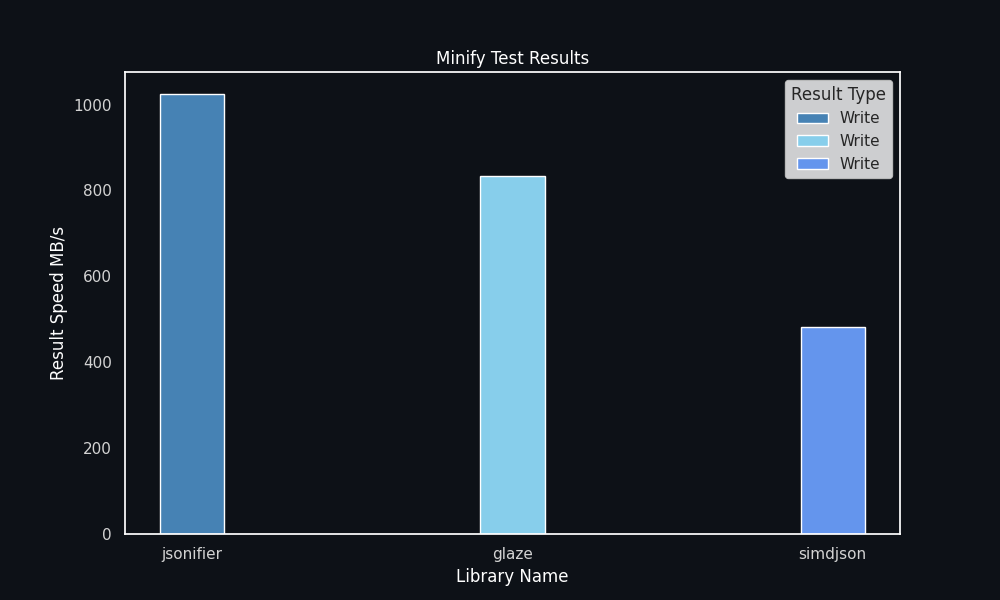 Minify Test Results
Result Type
Write
Write
Write
1000
800
600
400
200
0
Result Speed MB/s
jsonifier
glaze
simdjson
Library Name